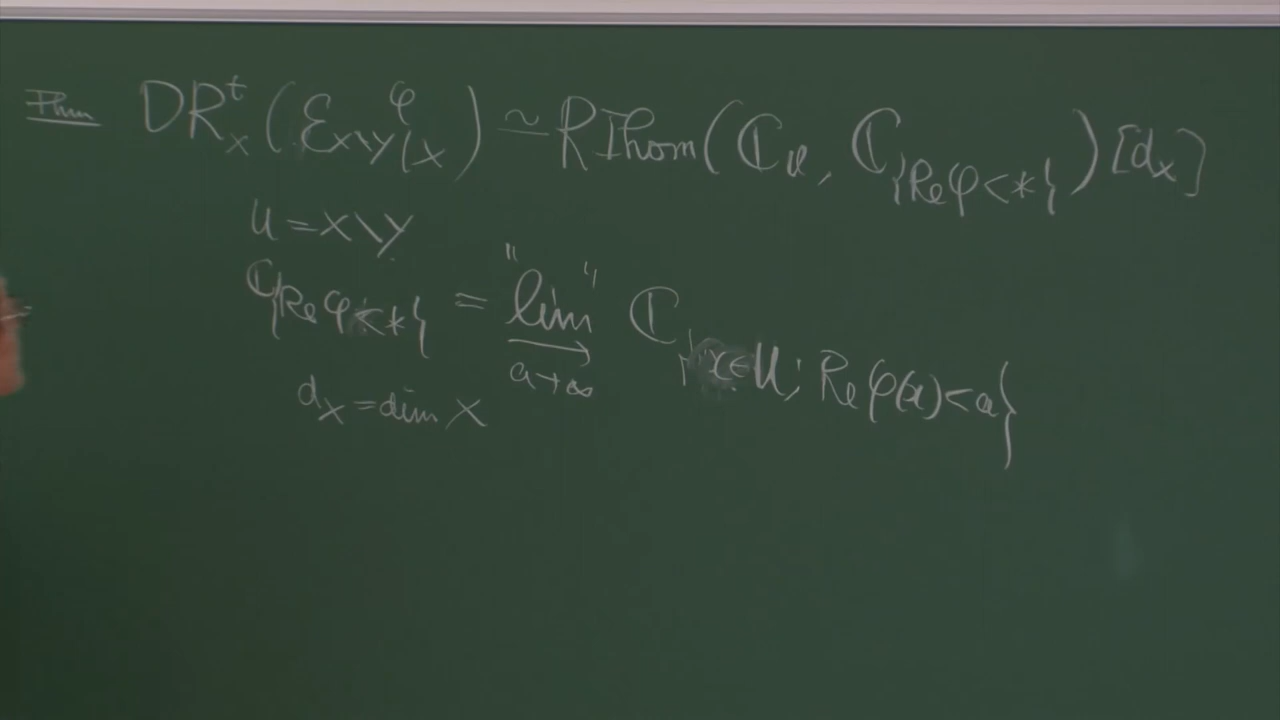 Thm DR^t_X(ℰ^φ_{X\Y|X}) ≃ RIhom(ℂ_U, ℂ_{{Re φ<*}})[d_X]
U = X\Y
ℂ_{{Re φ<*}} = "lim"_{→ a→∞} ℂ_{{x∈U; Re φ(x)<a}}
d_X = dim X